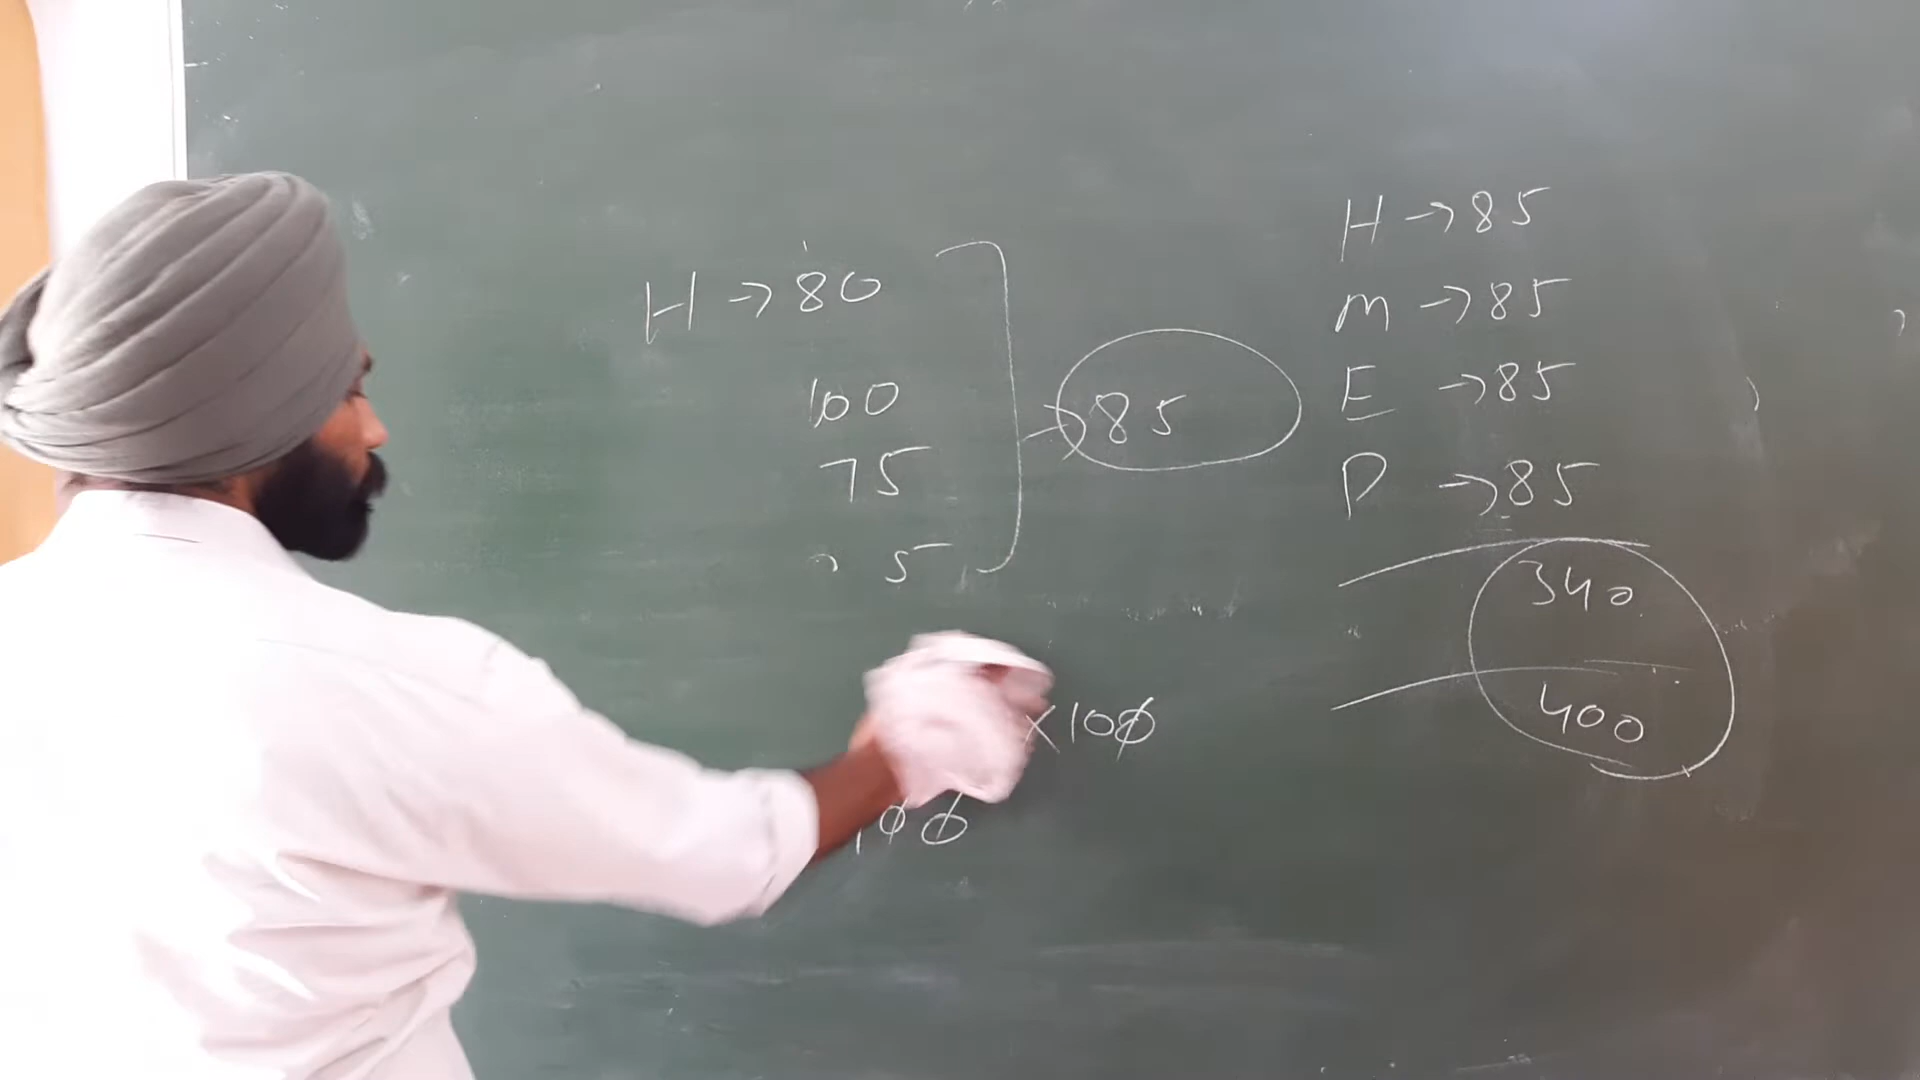 H → 80
100
75
5
→ 85
×100
100
H → 85
M → 85
E → 85
P → 85
340
400